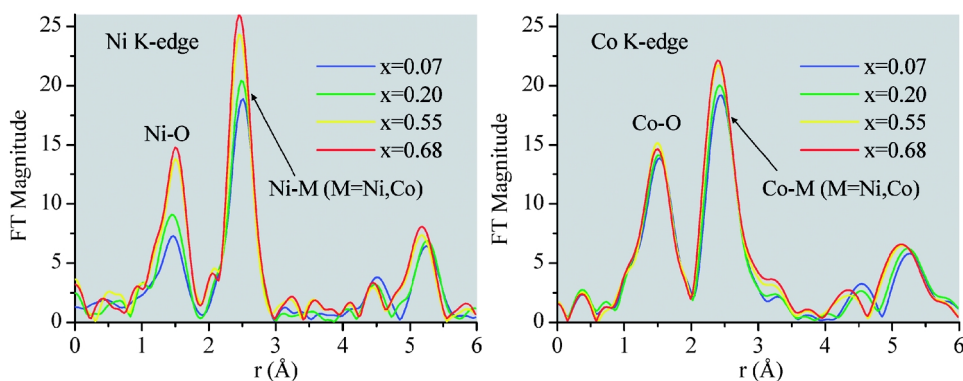 Ni K-edge
x=0.07
x=0.20
x=0.55
x=0.68
Ni-O
Ni-M (M=Ni,Co)
FT Magnitude
25
20
15
10
5
0
0 1 2 3 4 5 6
r (Å)
Co K-edge
x=0.07
x=0.20
x=0.55
x=0.68
Co-O
Co-M (M=Ni,Co)
FT Magnitude
25
20
15
10
5
0
0 1 2 3 4 5 6
r (Å)